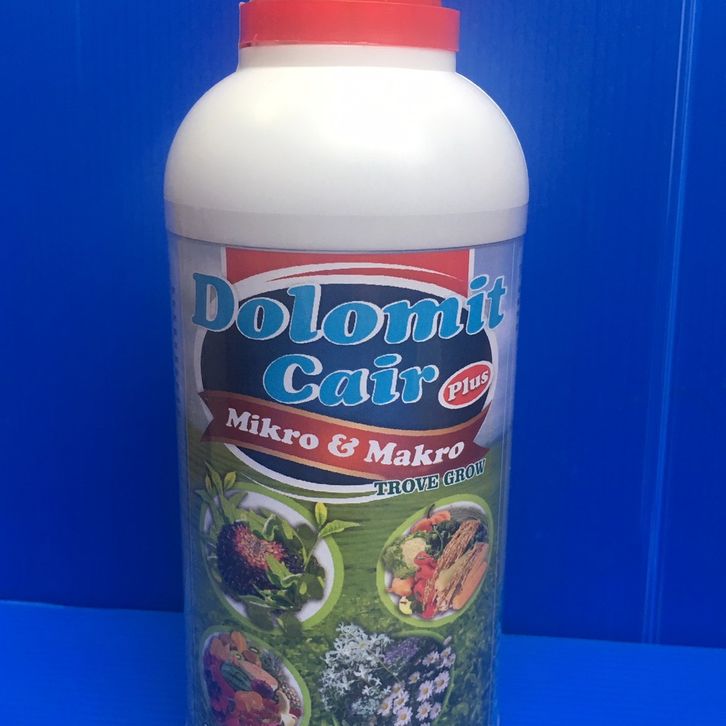 Dolomit
Cair
Plus
Mikro & Makro
TROVE GROW